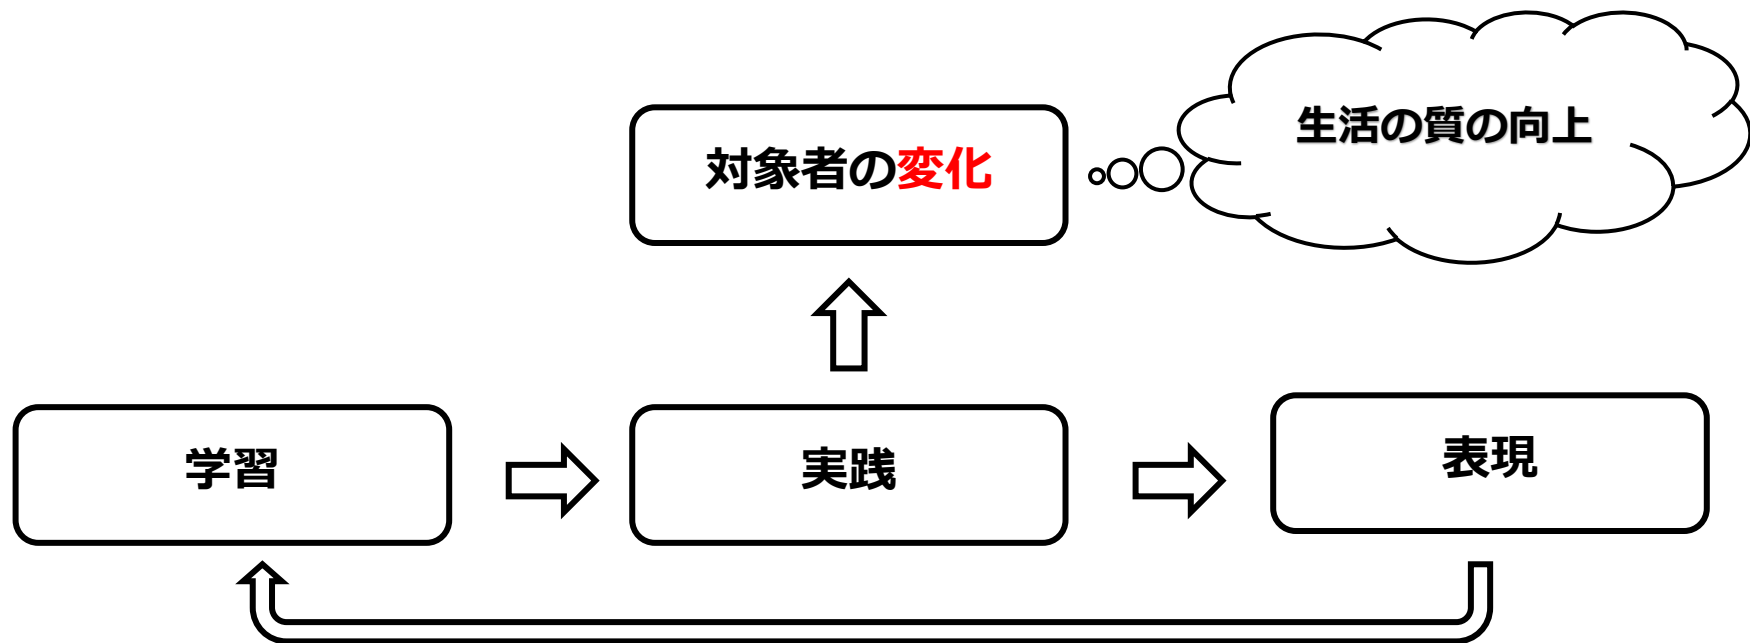 生活の質の向上
対象者の変化
学習
実践
表現